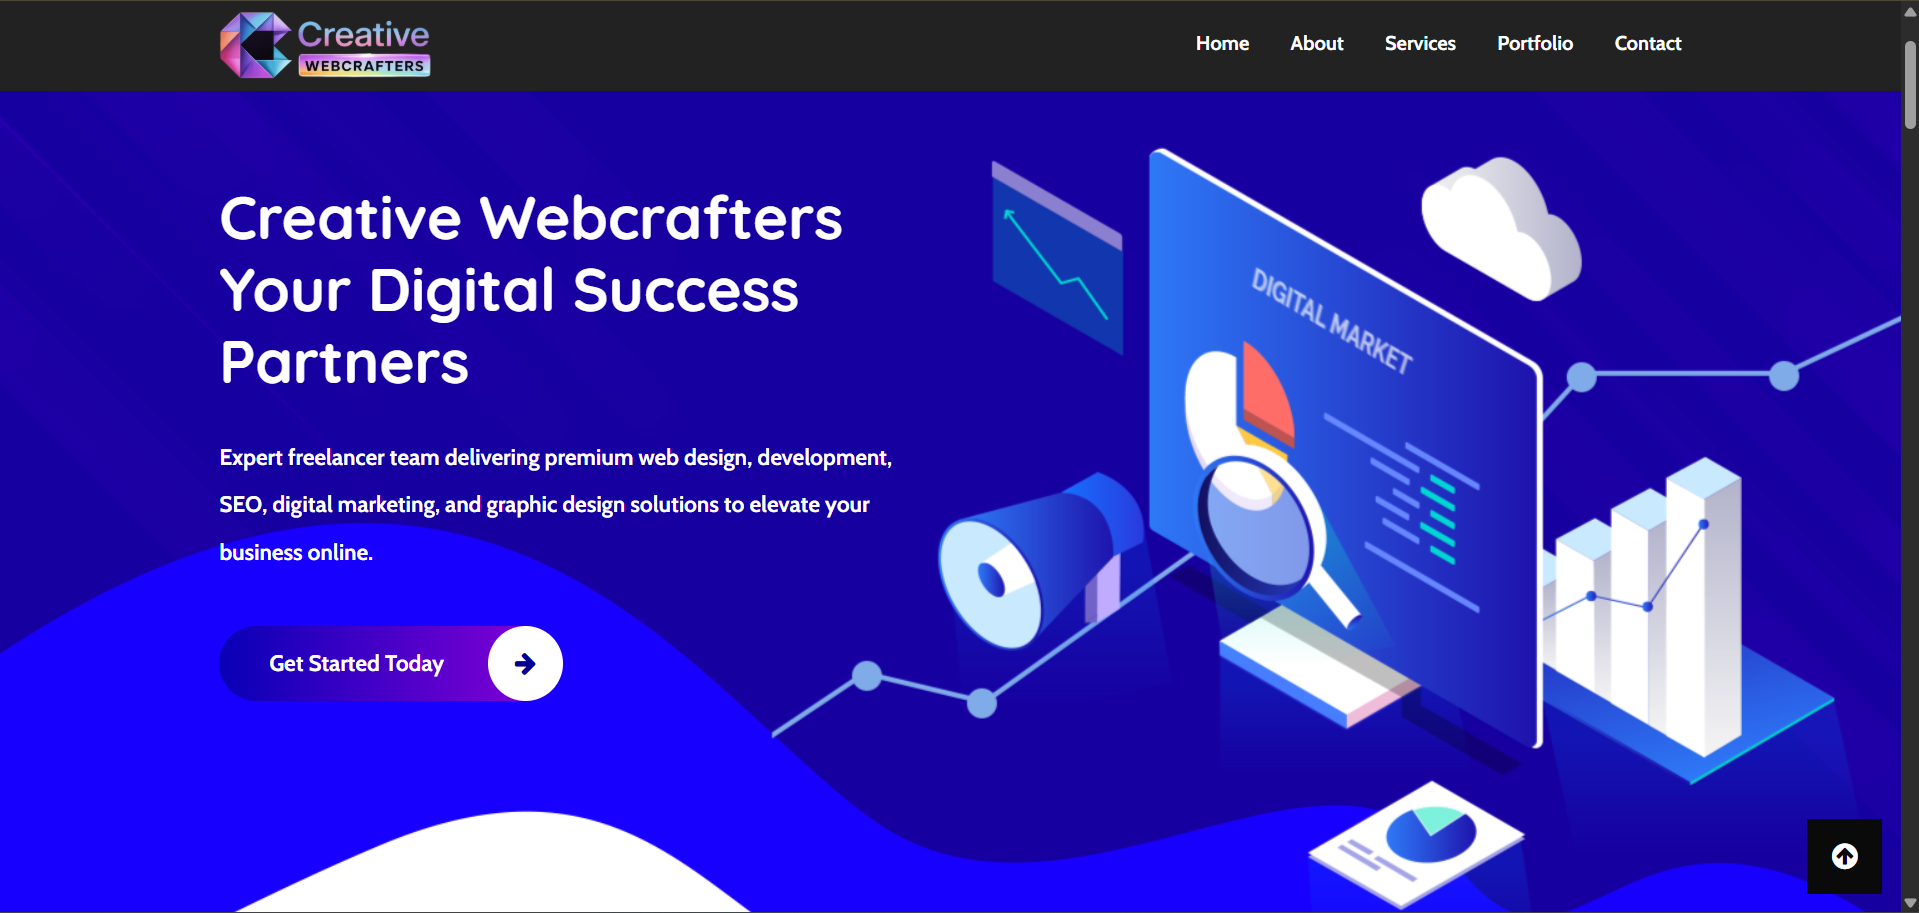 Creative
WEBCRAFTERS
Home
About
Services
Portfolio
Contact
Creative Webcrafters
Your Digital Success
Partners
Expert freelancer team delivering premium web design, development,
SEO, digital marketing, and graphic design solutions to elevate your
business online.
Get Started Today
DIGITAL MARKET